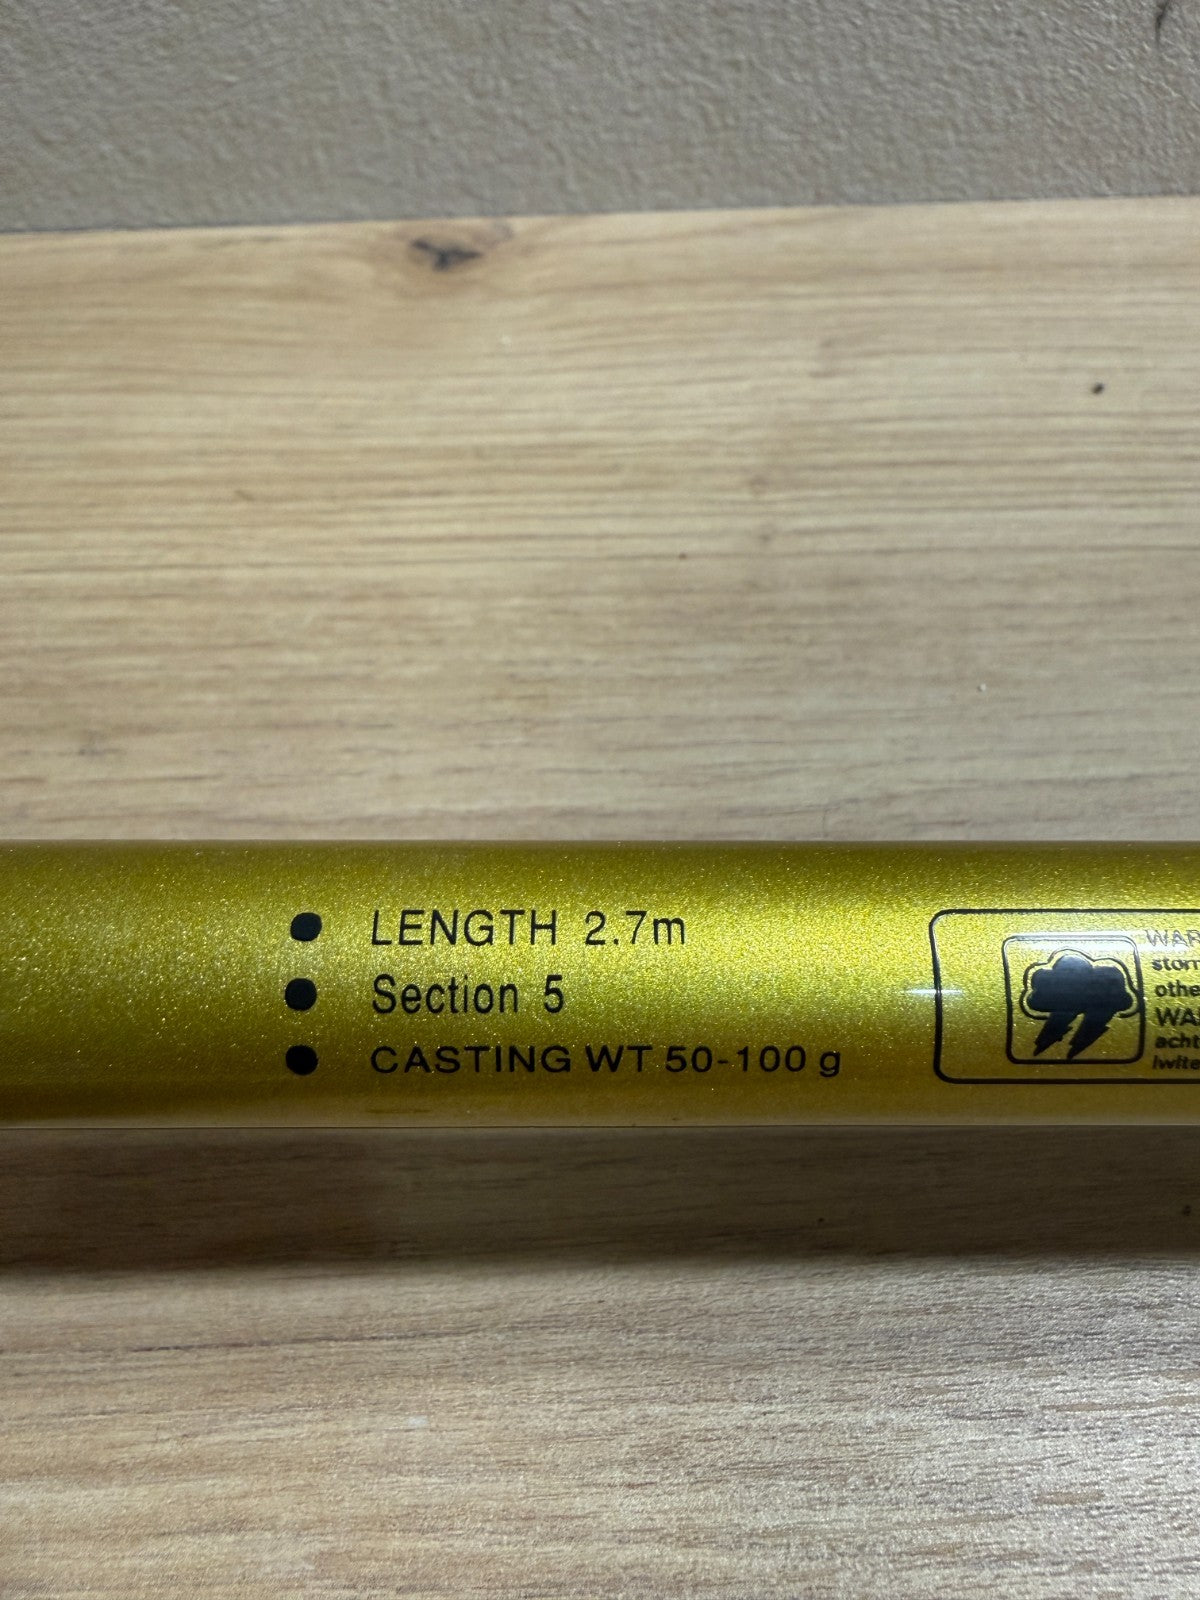 LENGTH 2.7m
Section 5
CASTING WT 50-100 g